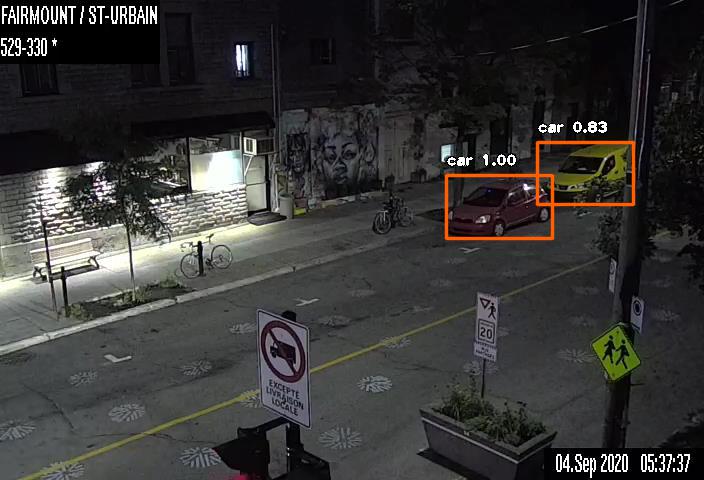 FAIRMOUNT / ST-URBAIN
529-330 *
car 0.83
car 1.00
20
EXCEPTÉ
LIVRAISON
LOCALE
04.Sep 2020 05:37:37